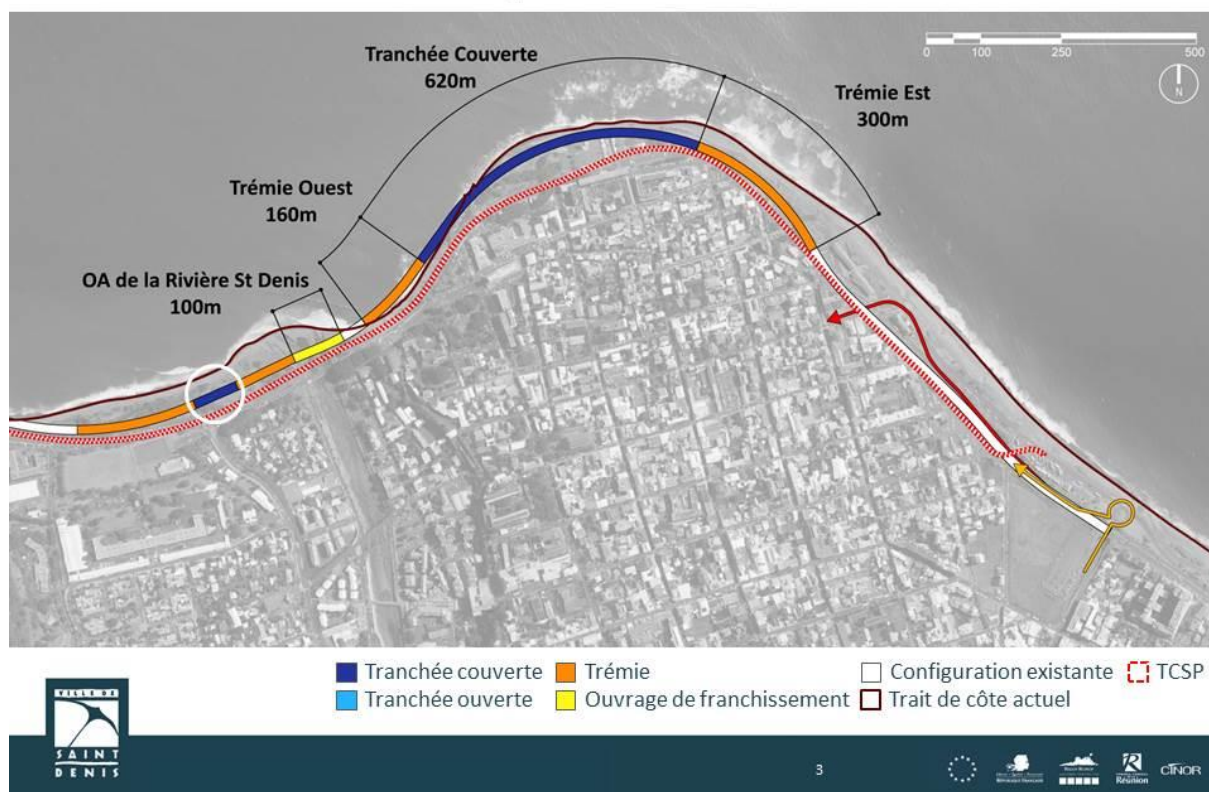 Tranchée Couverte
620m
Trémie Est
300m
Trémie Ouest
160m
OA de la Rivière St Denis
100m
0 100 250 500
N
Tranchée couverte
Trémie
Configuration existante
TCSP
Tranchée ouverte
Ouvrage de franchissement
Trait de côte actuel
VILLE DE
SAINT
DENIS
3
Réunion
CINOR